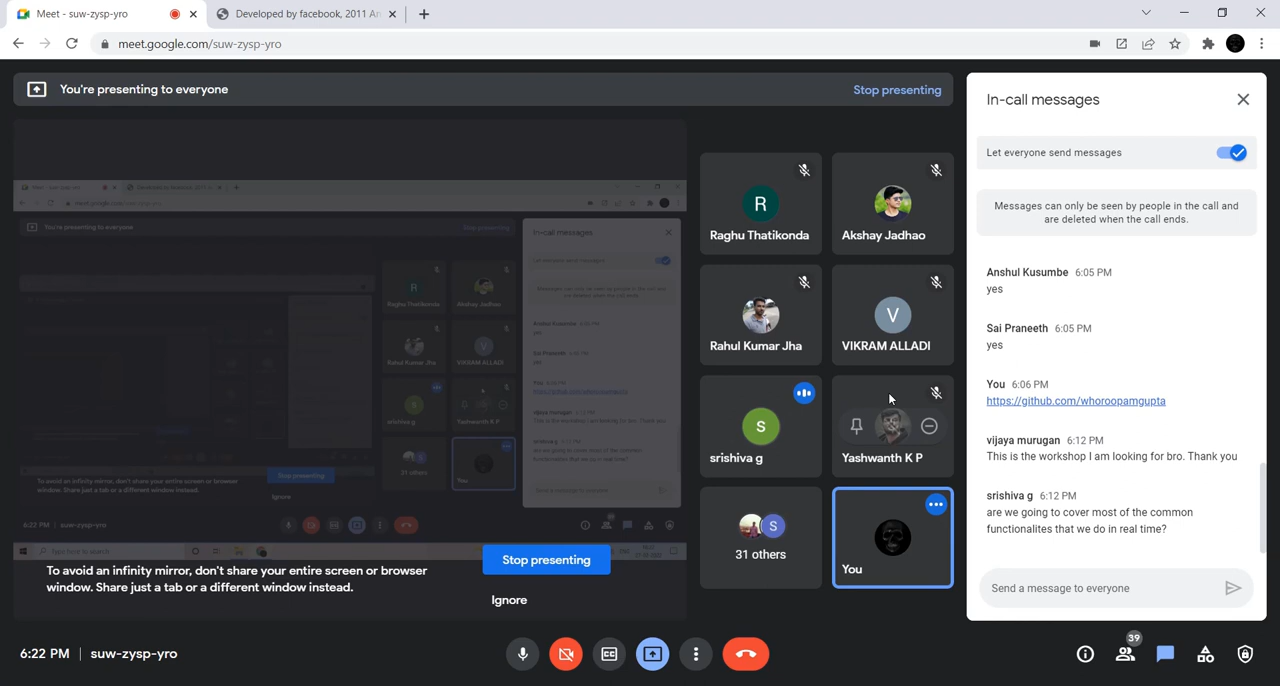 Meet - suw-zysp-yro
Developed by facebook, 2011 An
meet.google.com/suw-zysp-yro
You're presenting to everyone
Stop presenting
To avoid an infinity mirror, don't share your entire screen or browser
window. Share just a tab or a different window instead.
Stop presenting
Ignore
Raghu Thatikonda
Akshay Jadhao
Rahul Kumar Jha
VIKRAM ALLADI
srishiva g
Yashwanth K P
31 others
You
R
V
S
S
In-call messages
Let everyone send messages
Messages can only be seen by people in the call and
are deleted when the call ends.
Anshul Kusumbe 6:05 PM
yes
Sai Praneeth 6:05 PM
yes
You 6:06 PM
https://github.com/whoroopamgupta
vijaya murugan 6:12 PM
This is the workshop I am looking for bro. Thank you
srishiva g 6:12 PM
are we going to cover most of the common
functionalites that we do in real time?
Send a message to everyone
6:22 PM | suw-zysp-yro
39